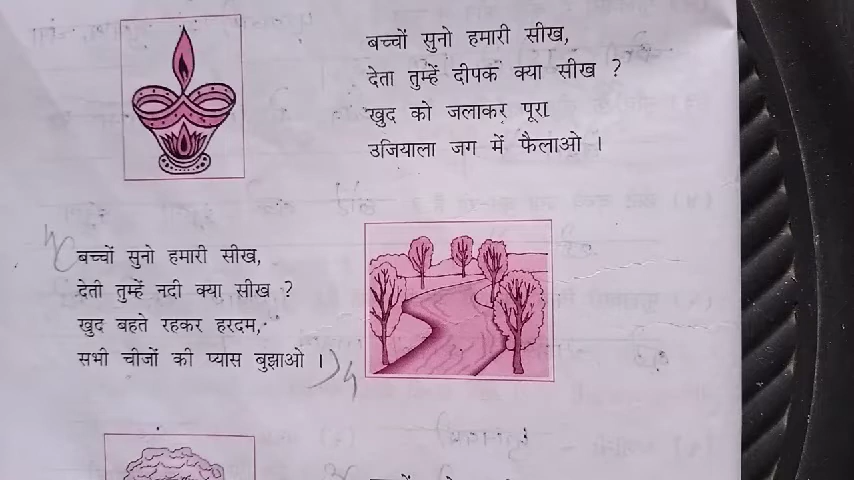 बच्चों सुनो हमारी सीख,
देता तुम्हें दीपक क्या सीख ?
खुद को जलाकर पूरा
उजियाला जग में फैलाओ ।
बच्चों सुनो हमारी सीख,
देती तुम्हें नदी क्या सीख ?
खुद बहते रहकर हरदम,
सभी चीजों की प्यास बुझाओ ।